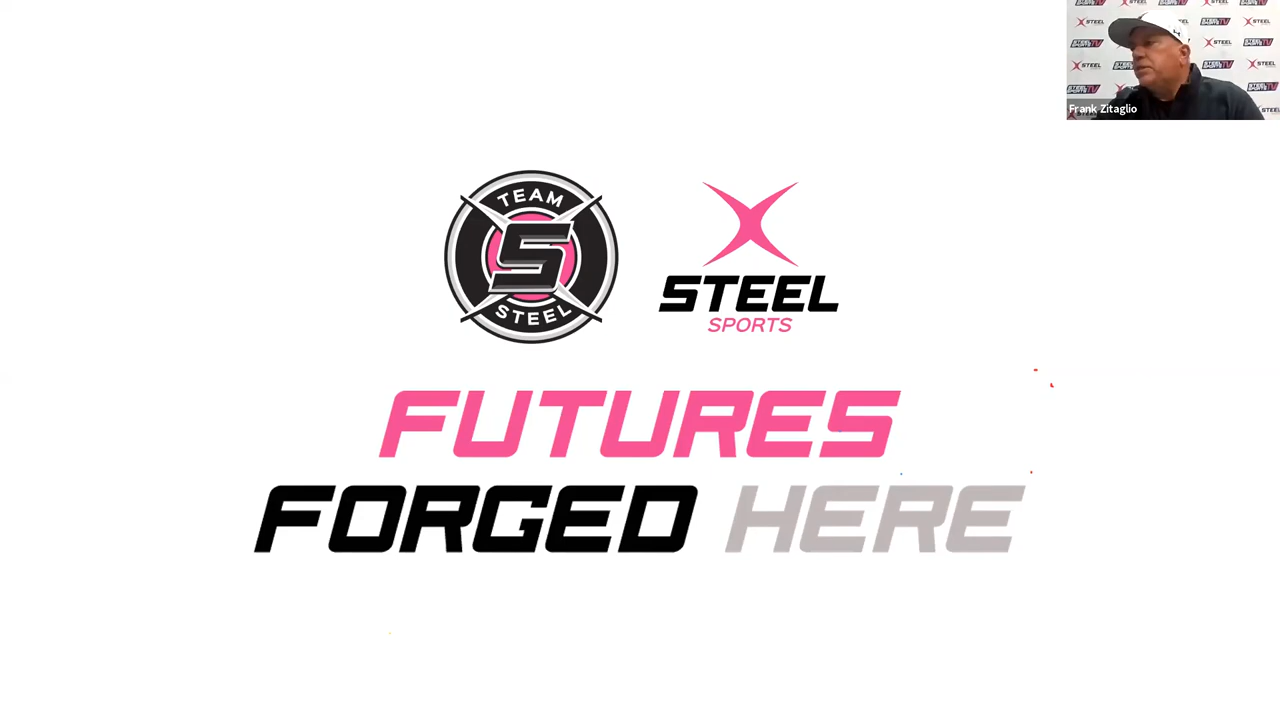 TEAM
S
STEEL
STEEL
SPORTS
FUTURES
FORGED HERE
Frank Zitaglio